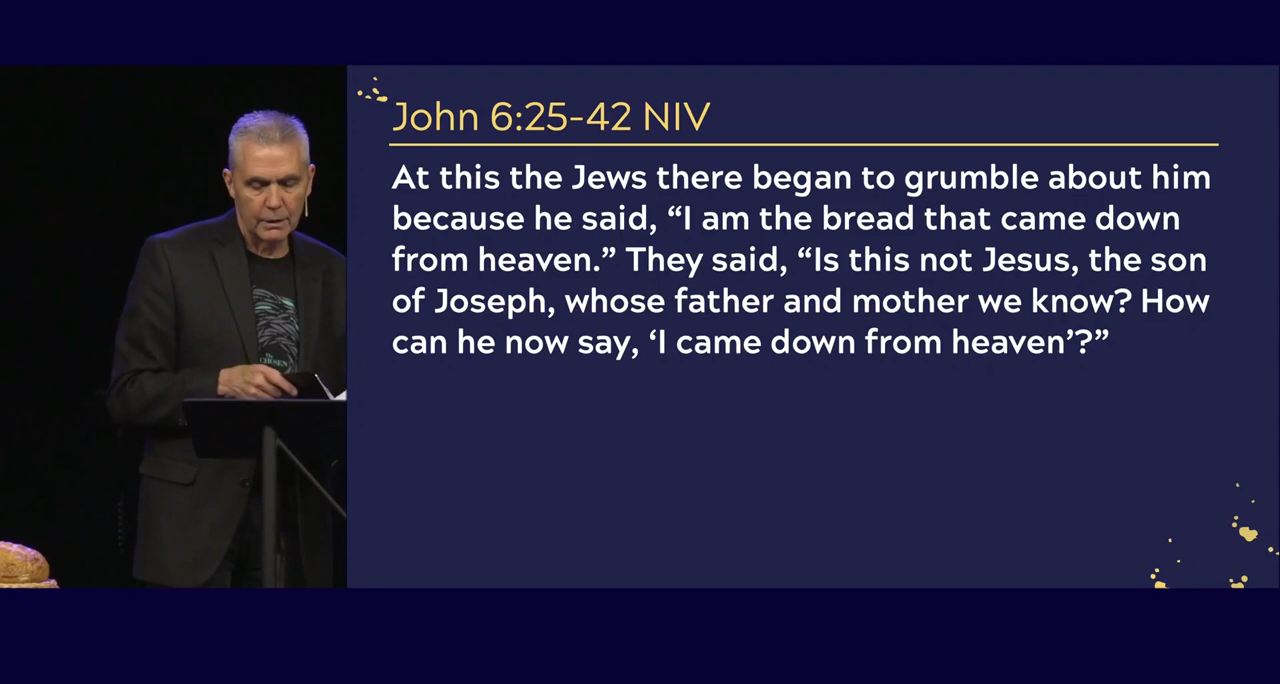 John 6:25-42 NIV
At this the Jews there began to grumble about him
because he said, “I am the bread that came down
from heaven.” They said, “Is this not Jesus, the son
of Joseph, whose father and mother we know? How
can he now say, ‘I came down from heaven’?”
The
CHOSEN